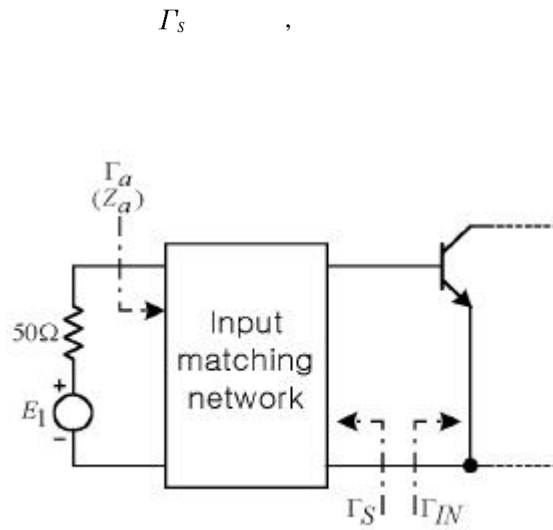 Γs ,
Γa
(Za)
50Ω
Input
matching
network
+
E1
−
ΓS ΓIN